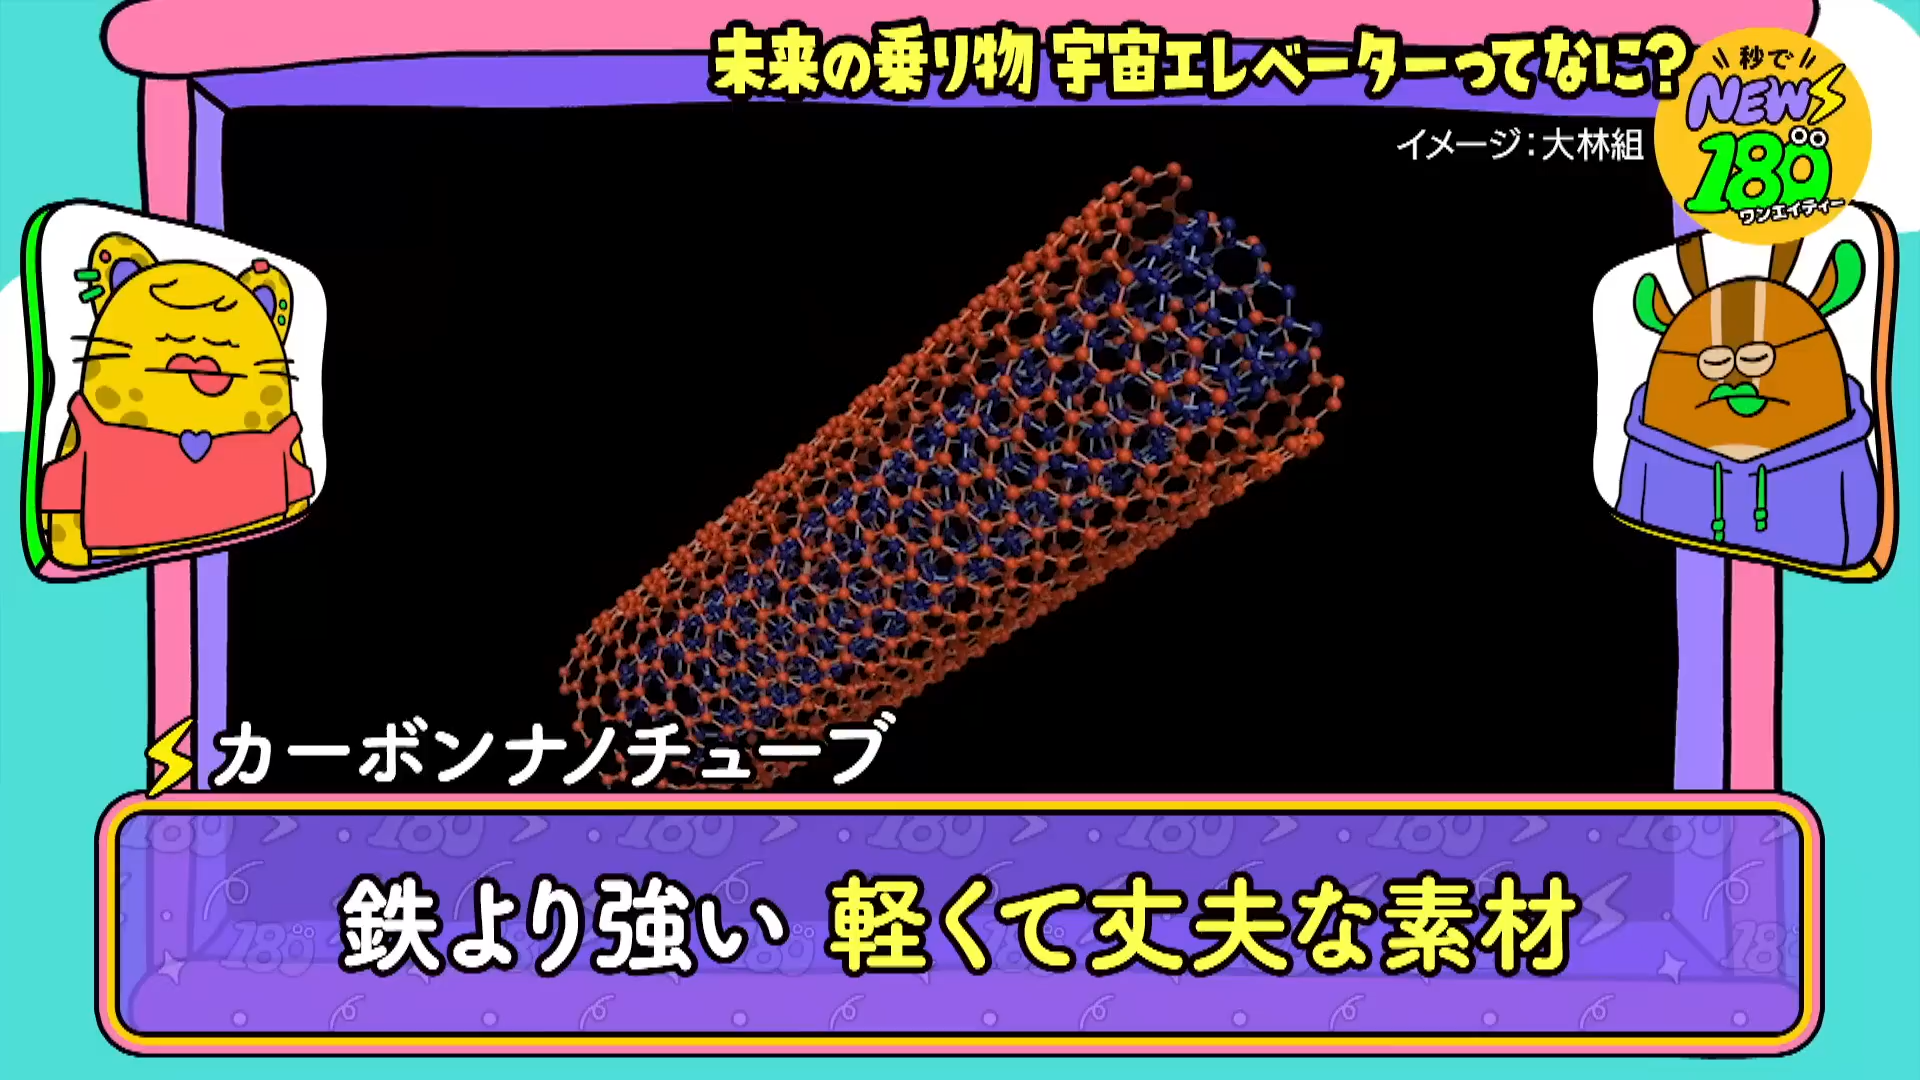 未来の乗り物 宇宙エレベーターってなに?
秒で
NEWS
180
ワンエイティー
イメージ:大林組
カーボンナノチューブ
鉄より強い 軽くて丈夫な素材